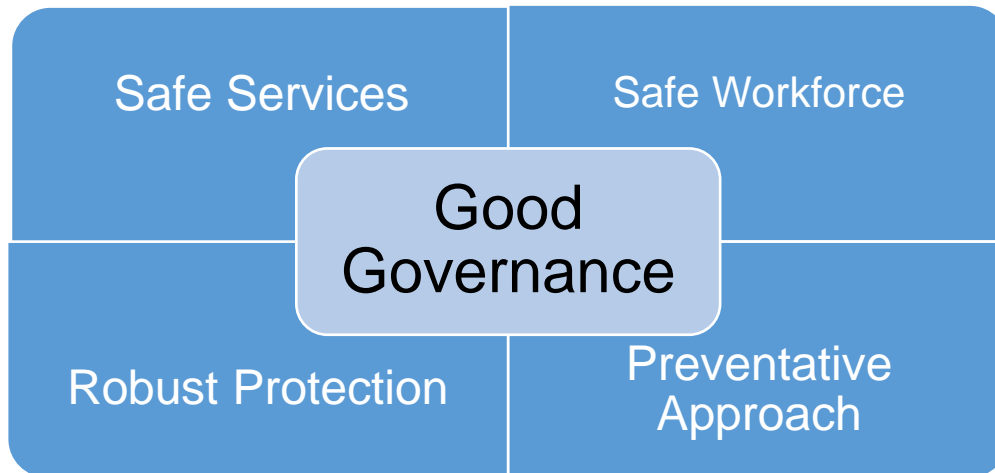 Safe Services
Safe Workforce
Good
Governance
Robust Protection
Preventative
Approach